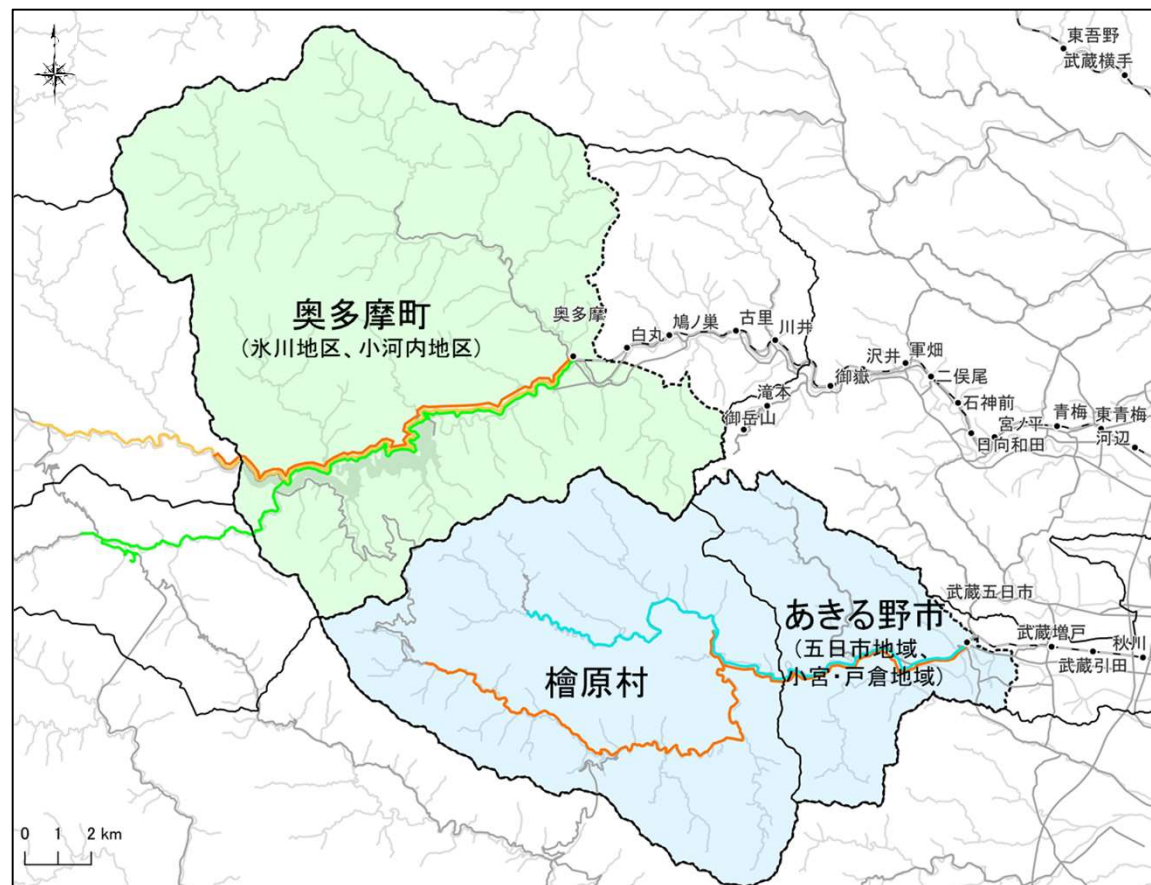 東吾野
武蔵横手
奥多摩町
(氷川地区、小河内地区)
奥多摩
白丸
鳩ノ巣
古里
川井
御嶽
沢井
軍畑
二俣尾
石神前
日向和田
宮ノ平
青梅
東青梅
河辺
滝本
御岳山
檜原村
あきる野市
(五日市地域、
小宮・戸倉地域)
武蔵五日市
武蔵増戸
武蔵引田
秋川
0 1 2 km